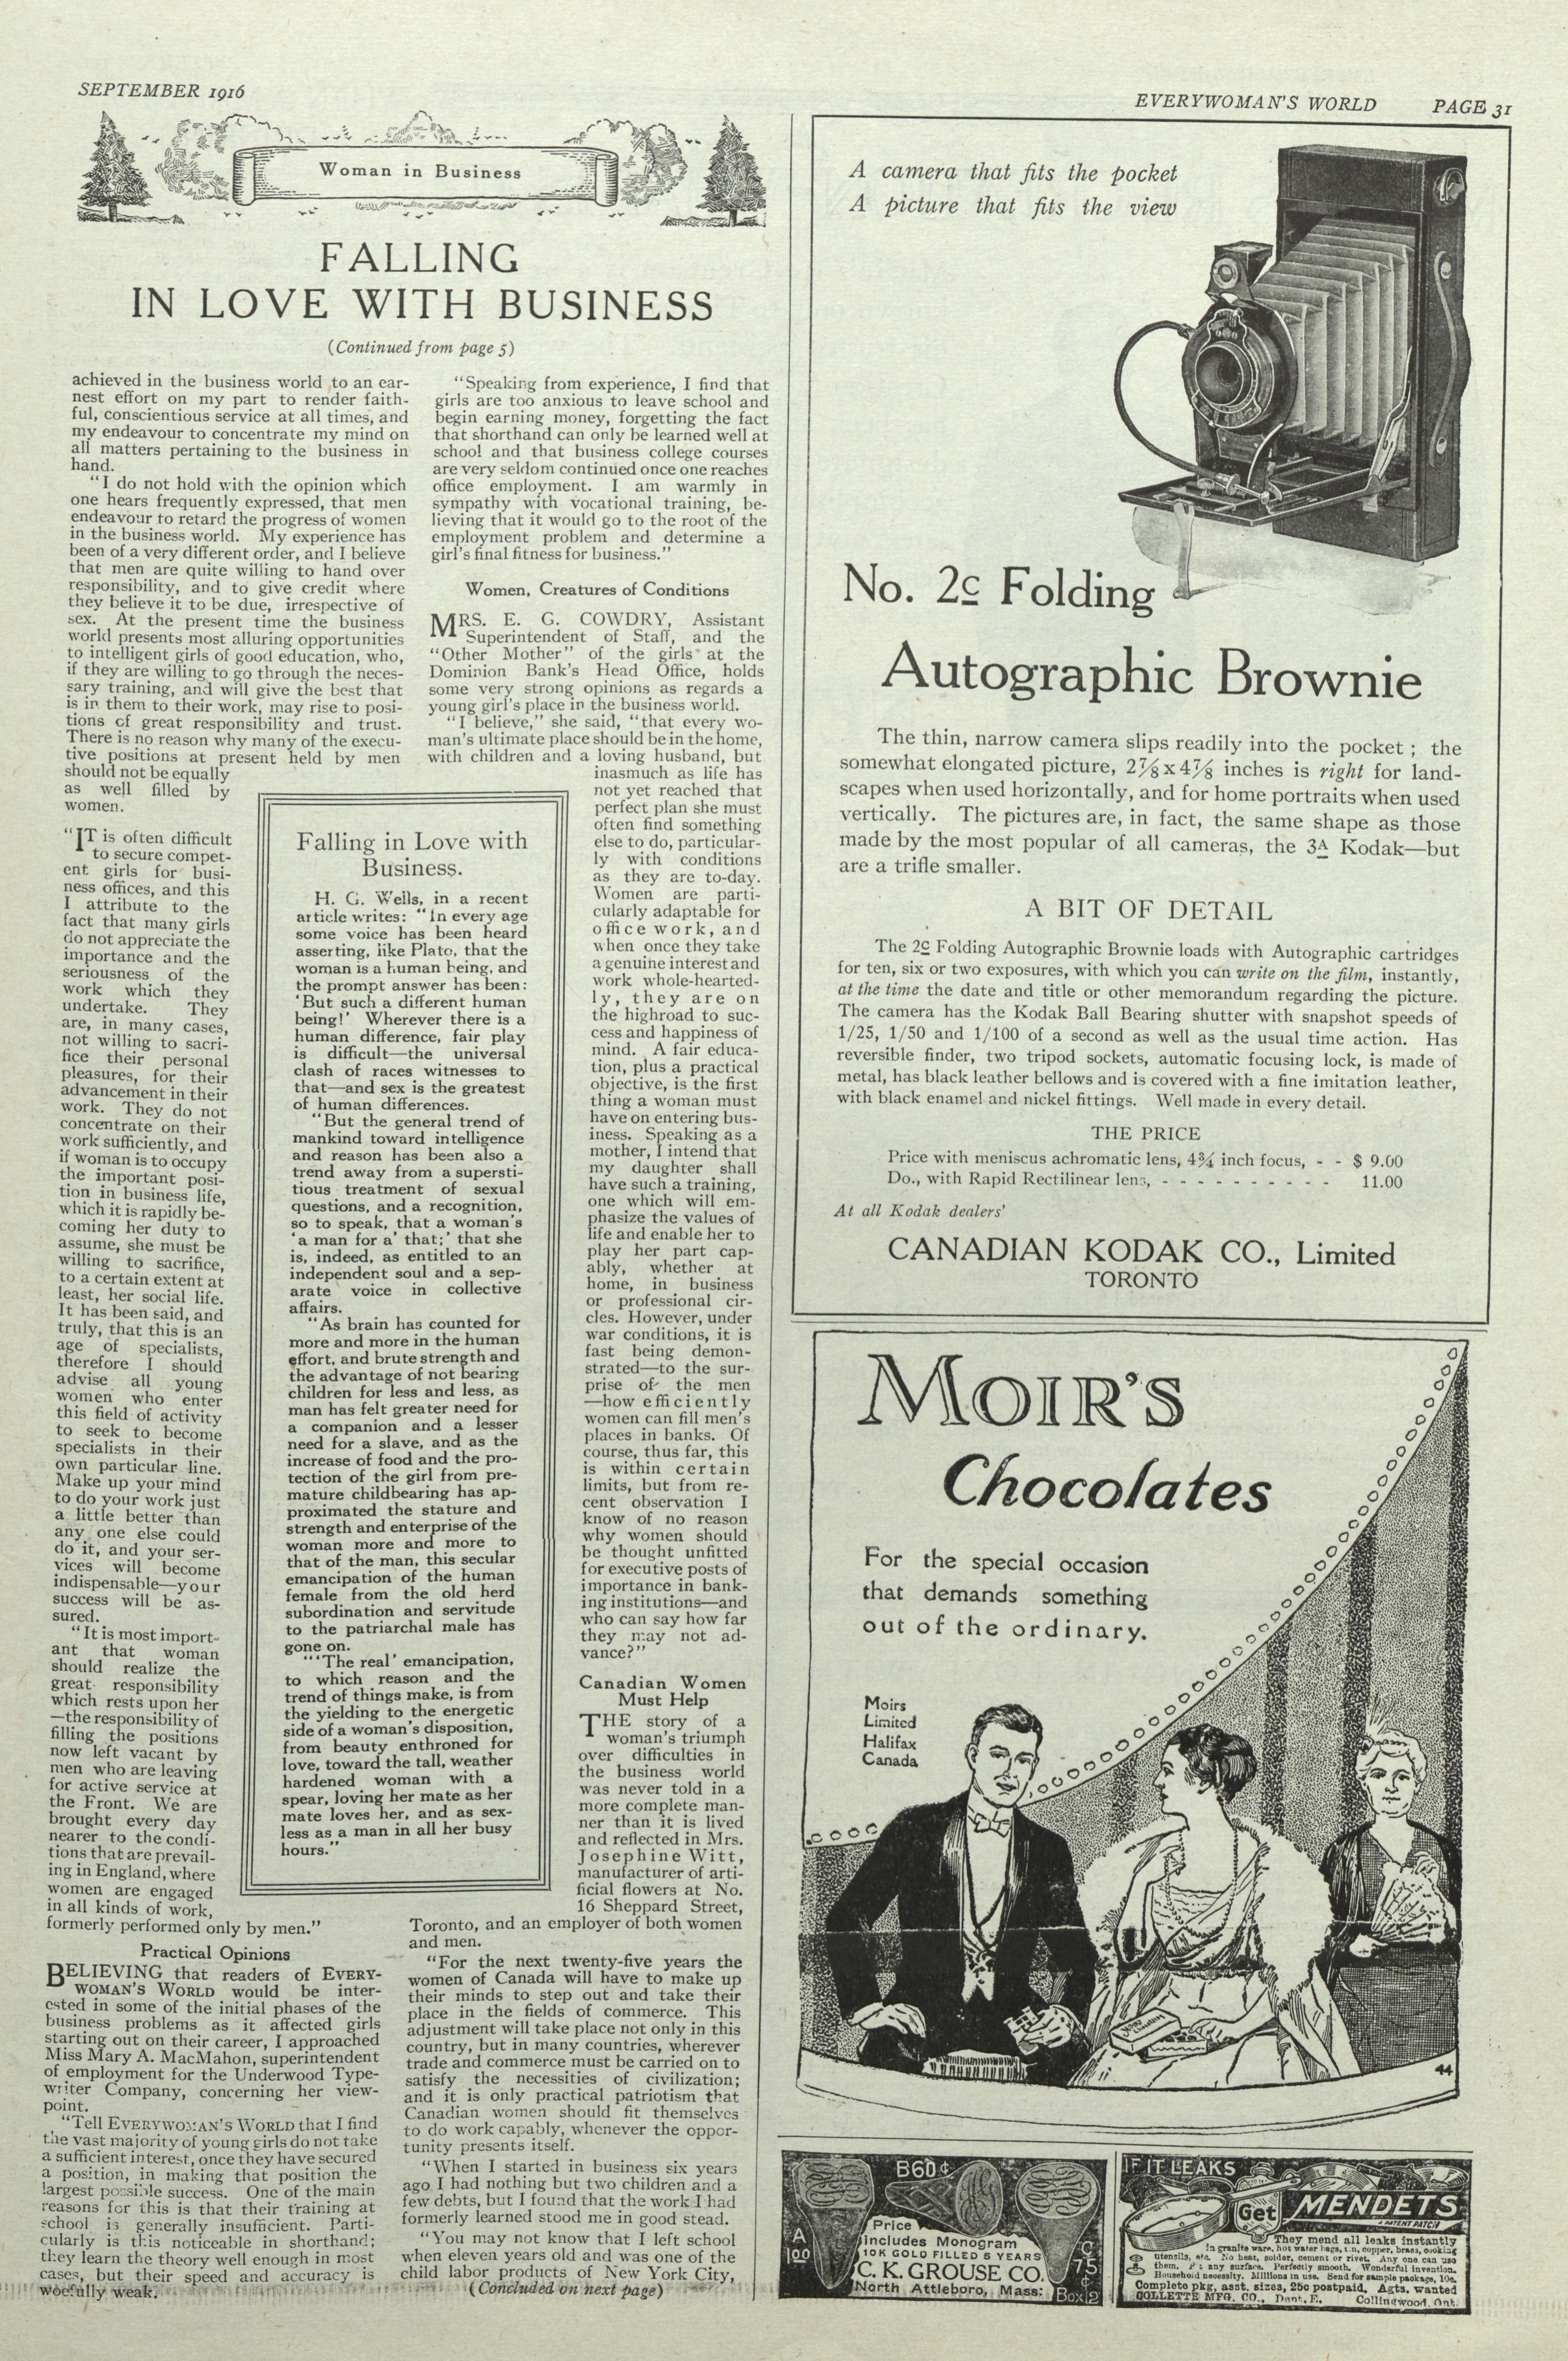 SEPTEMBER 1916
EVERYWOMAN'S WORLD PAGE 31
Woman in Business
FALLING
IN LOVE WITH BUSINESS
(Continued from page 5)
achieved in the business world to an ear-
nest effort on my part to render faith-
ful, conscientious service at all times, and
my endeavour to concentrate my mind on
all matters pertaining to the business in
hand.
"I do not hold with the opinion which
one hears frequently expressed, that men
endeavour to retard the progress of women
in the business world. My experience has
been of a very different order, and I believe
that men are quite willing to hand over
responsibility, and to give credit where
they believe it to be due, irrespective of
sex. At the present time the business
world presents most alluring opportunities
to intelligent girls of good education, who,
if they are willing to go through the neces-
sary training, and will give the best that
is in them to their work, may rise to posi-
tions of great responsibility and trust.
There is no reason why many of the execu-
tive positions at present held by men
should not be equally
as well filled by
women.
"IT is often difficult
to secure compet-
ent girls for busi-
ness offices, and this
I attribute to the
fact that many girls
do not appreciate the
importance and the
seriousness of the
work which they
undertake. They
are, in many cases,
not willing to sacri-
fice their personal
pleasures, for their
advancement in their
work. They do not
concentrate on their
work sufficiently, and
if woman is to occupy
the important posi-
tion in business life,
which it is rapidly be-
coming her duty to
assume, she must be
willing to sacrifice,
to a certain extent at
least, her social life.
It has been said, and
truly, that this is an
age of specialists,
therefore I should
advise all young
women who enter
this field of activity
to seek to become
specialists in their
own particular line.
Make up your mind
to do your work just
a little better than
any one else could
do it, and your ser-
vices will become
indispensable—your
success will be as-
sured.
"It is most import-
ant that woman
should realize the
great responsibility
which rests upon her
—the responsibility of
filling the positions
now left vacant by
men who are leaving
for active service at
the Front. We are
brought every day
nearer to the condi-
tions that are prevail-
ing in England, where
women are engaged
in all kinds of work,
formerly performed only by men."
Practical Opinions
BELIEVING that readers of EVERY-
WOMAN'S WORLD would be inter-
ested in some of the initial phases of the
business problems as it affected girls
starting out on their career, I approached
Miss Mary A. MacMahon, superintendent
of employment for the Underwood Type-
writer Company, concerning her view-
point.
"Tell EVERYWOMAN'S WORLD that I find
the vast majority of young girls do not take
a sufficient interest, once they have secured
a position, in making that position the
largest possible success. One of the main
reasons for this is that their training at
school is generally insufficient. Parti-
cularly is this noticeable in shorthand;
they learn the theory well enough in most
cases, but their speed and accuracy is
woefully weak.
Falling in Love with
Business.
H. G. Wells, in a recent
article writes: "In every age
some voice has been heard
asserting, like Plato, that the
woman is a human being, and
the prompt answer has been:
'But such a different human
being!' Wherever there is a
human difference, fair play
is difficult—the universal
clash of races witnesses to
that—and sex is the greatest
of human differences.
"But the general trend of
mankind toward intelligence
and reason has been also a
trend away from a supersti-
tious treatment of sexual
questions, and a recognition,
so to speak, that a woman's
'a man for a' that;' that she
is, indeed, as entitled to an
independent soul and a sep-
arate voice in collective
affairs.
"As brain has counted for
more and more in the human
effort, and brute strength and
the advantage of not bearing
children for less and less, as
man has felt greater need for
a companion and a lesser
need for a slave, and as the
increase of food and the pro-
tection of the girl from pre-
mature childbearing has ap-
proximated the stature and
strength and enterprise of the
woman more and more to
that of the man, this secular
emancipation of the human
female from the old herd
subordination and servitude
to the patriarchal male has
gone on.
"'The real' emancipation,
to which reason and the
trend of things make, is from
the yielding to the energetic
side of a woman's disposition,
from beauty enthroned for
love, toward the tall, weather
hardened woman with a
spear, loving her mate as her
mate loves her, and as sex-
less as a man in all her busy
hours."
"Speaking from experience, I find that
girls are too anxious to leave school and
begin earning money, forgetting the fact
that shorthand can only be learned well at
school and that business college courses
are very seldom continued once one reaches
office employment. I am warmly in
sympathy with vocational training, be-
lieving that it would go to the root of the
employment problem and determine a
girl's final fitness for business."
Women, Creatures of Conditions
MRS. E. G. COWDRY, Assistant
Superintendent of Staff, and the
"Other Mother" of the girls at the
Dominion Bank's Head Office, holds
some very strong opinions as regards a
young girl's place in the business world.
"I believe," she said, "that every wo-
man's ultimate place should be in the home,
with children and a loving husband, but
inasmuch as life has
not yet reached that
perfect plan she must
often find something
else to do, particular-
ly with conditions
as they are to-day.
Women are parti-
cularly adaptable for
office work, and
when once they take
a genuine interest and
work whole-hearted-
ly, they are on
the highroad to suc-
cess and happiness of
mind. A fair educa-
tion, plus a practical
objective, is the first
thing a woman must
have on entering bus-
iness. Speaking as a
mother, I intend that
my daughter shall
have such a training,
one which will em-
phasize the values of
life and enable her to
play her part cap-
ably, whether at
home, in business
or professional cir-
cles. However, under
war conditions, it is
fast being demon-
strated—to the sur-
prise of the men
—how efficiently
women can fill men's
places in banks. Of
course, thus far, this
is within certain
limits, but from re-
cent observation I
know of no reason
why women should
be thought unfitted
for executive posts of
importance in bank-
ing institutions—and
who can say how far
they may not ad-
vance?"
Canadian Women
Must Help
THE story of a
woman's triumph
over difficulties in
the business world
was never told in a
more complete man-
ner than it is lived
and reflected in Mrs.
Josephine Witt,
manufacturer of arti-
ficial flowers at No.
16 Sheppard Street,
Toronto, and an employer of both women
and men.
"For the next twenty-five years the
women of Canada will have to make up
their minds to step out and take their
place in the fields of commerce. This
adjustment will take place not only in this
country, but in many countries, wherever
trade and commerce must be carried on to
satisfy the necessities of civilization;
and it is only practical patriotism that
Canadian women should fit themselves
to do work capably, whenever the oppor-
tunity presents itself.
"When I started in business six years
ago I had nothing but two children and a
few debts, but I found that the work I had
formerly learned stood me in good stead.
"You may not know that I left school
when eleven years old and was one of the
child labor products of New York City,
(Concluded on next page)
A camera that fits the pocket
A picture that fits the view
No. 2C Folding
Autographic Brownie
The thin, narrow camera slips readily into the pocket; the
somewhat elongated picture, 2⅞ x 4⅞ inches is right for land-
scapes when used horizontally, and for home portraits when used
vertically. The pictures are, in fact, the same shape as those
made by the most popular of all cameras, the 3A Kodak—but
are a trifle smaller.
A BIT OF DETAIL
The 2C Folding Autographic Brownie loads with Autographic cartridges
for ten, six or two exposures, with which you can write on the film, instantly,
at the time the date and title or other memorandum regarding the picture.
The camera has the Kodak Ball Bearing shutter with snapshot speeds of
1/25, 1/50 and 1/100 of a second as well as the usual time action. Has
reversible finder, two tripod sockets, automatic focusing lock, is made of
metal, has black leather bellows and is covered with a fine imitation leather,
with black enamel and nickel fittings. Well made in every detail.
THE PRICE
Price with meniscus achromatic lens, 4¾ inch focus, - - $ 9.00
Do., with Rapid Rectilinear lens, - - - - - - - - - - 11.00
At all Kodak dealers'
CANADIAN KODAK CO., Limited
TORONTO
MOIR'S
Chocolates
For the special occasion
that demands something
out of the ordinary.
Moirs
Limited
Halifax
Canada
44
B60¢
A
1.00
C
75
¢
Price
includes Monogram
10K GOLD FILLED 5 YEARS
C. K. GROUSE CO.
North Attleboro, Mass:
Box 2
IF IT LEAKS
Get MENDETS
A PATENT PATCH
They mend all leaks instantly
in granite ware, hot water bags, tin, copper, brass, cooking
utensils, etc. No heat, solder, cement or rivet. Any one can use
them. Fit any surface. Perfectly smooth. Wonderful invention.
Household necessity. Millions in use. Send for sample package, 10c.
Complete pkg, asst. sizes, 25c postpaid. Agts. wanted
COLLETTE MFG. CO., Dept. E. Collingwood, Ont.